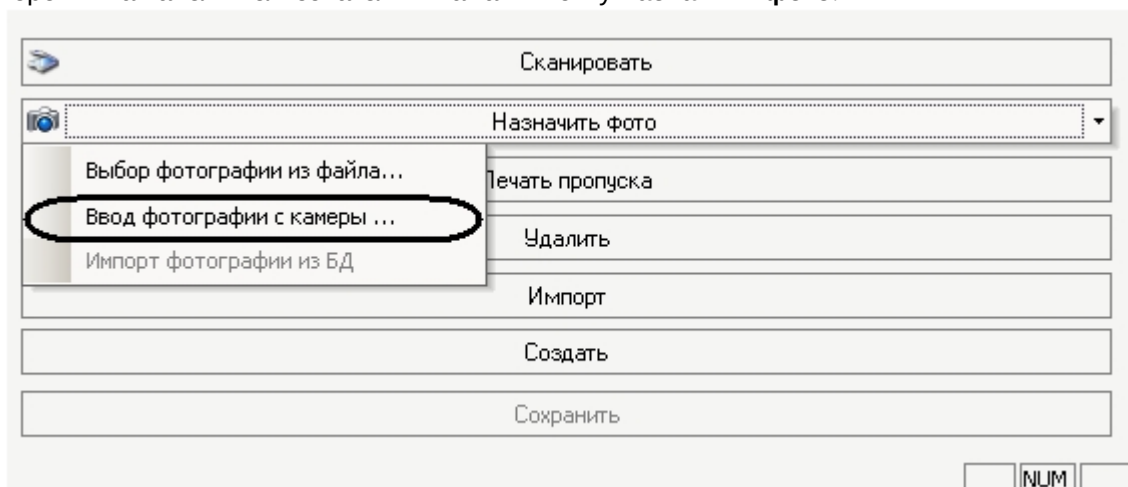 Сканировать
Назначить фото
Выбор фотографии из файла...
Печать пропуска
Ввод фотографии с камеры ...
Удалить
Импорт фотографии из БД
Импорт
Создать
Сохранить
NUM